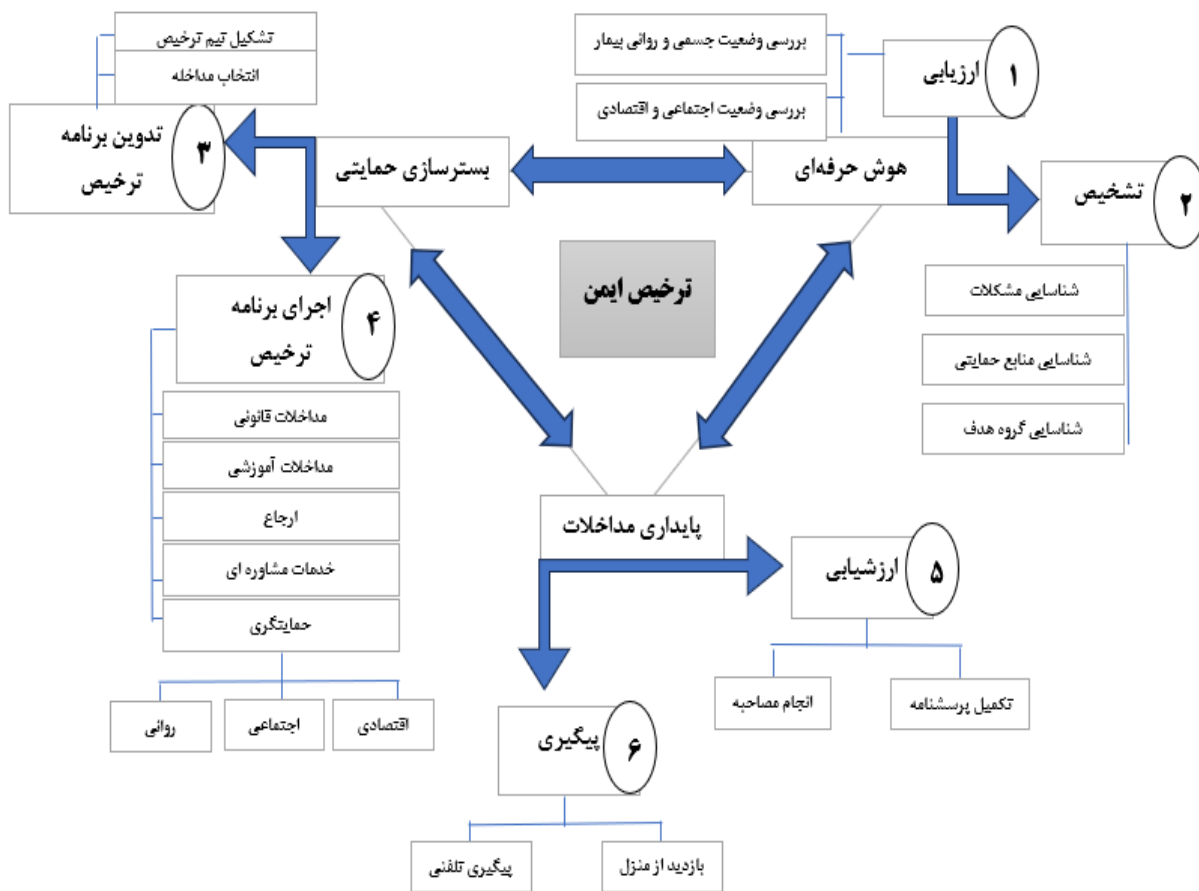 ارزیابی
۱
بررسی وضعیت جسمی و روانی بیمار
بررسی وضعیت اجتماعی و اقتصادی
هوش حرفه‌ای
تشخیص
۲
شناسایی مشکلات
شناسایی منابع حمایتی
شناسایی گروه هدف
تشکیل تیم ترخیص
انتخاب مداخله
تدوین برنامه
ترخیص
۳
بسترسازی حمایتی
ترخیص ایمن
اجرای برنامه
ترخیص
۴
مداخلات قانونی
مداخلات آموزشی
ارجاع
خدمات مشاوره ای
حمایتگری
اقتصادی
اجتماعی
روانی
پایداری مداخلات
ارزشیابی
۵
تکمیل پرسشنامه
انجام مصاحبه
پیگیری
۶
بازدید از منزل
پیگیری تلفنی